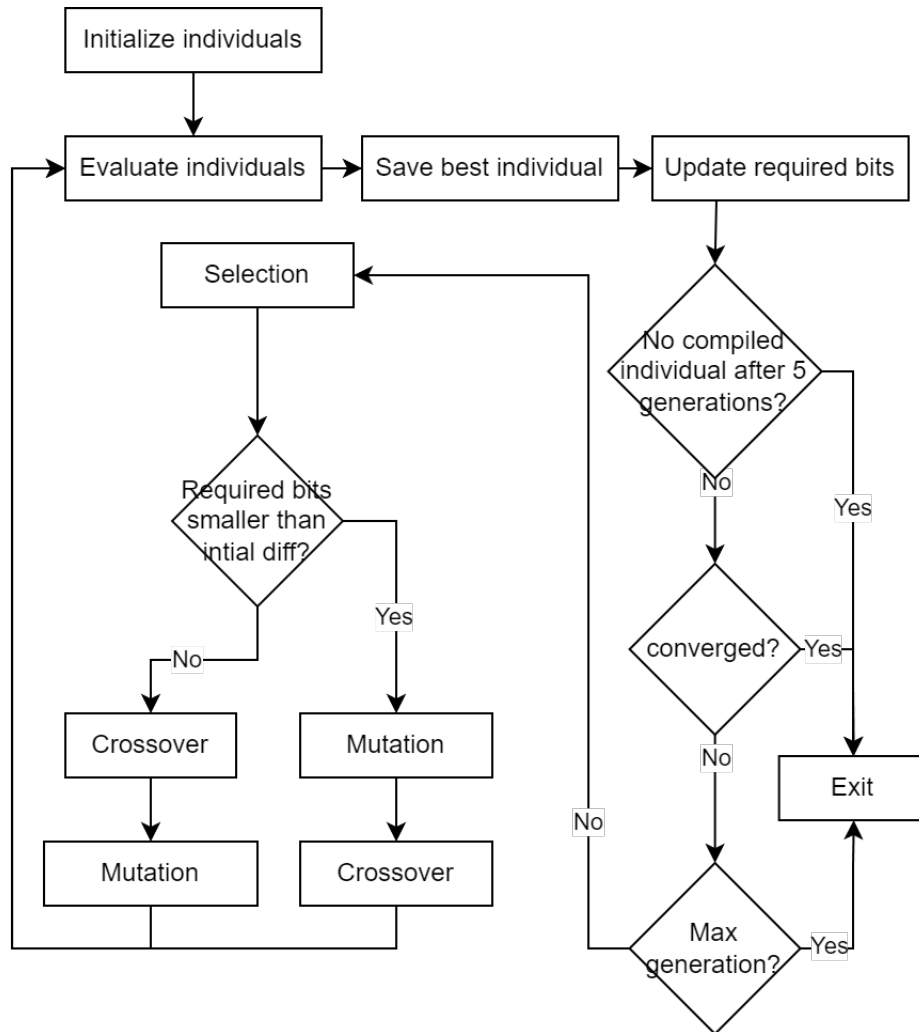 Initialize individuals
Evaluate individuals
Save best individual
Update required bits
Selection
No compiled
individual after 5
generations?
Required bits
smaller than
intial diff?
No
Yes
Yes
No
converged?
Yes
Crossover
Mutation
No
Exit
Mutation
Crossover
No
Max
generation?
Yes